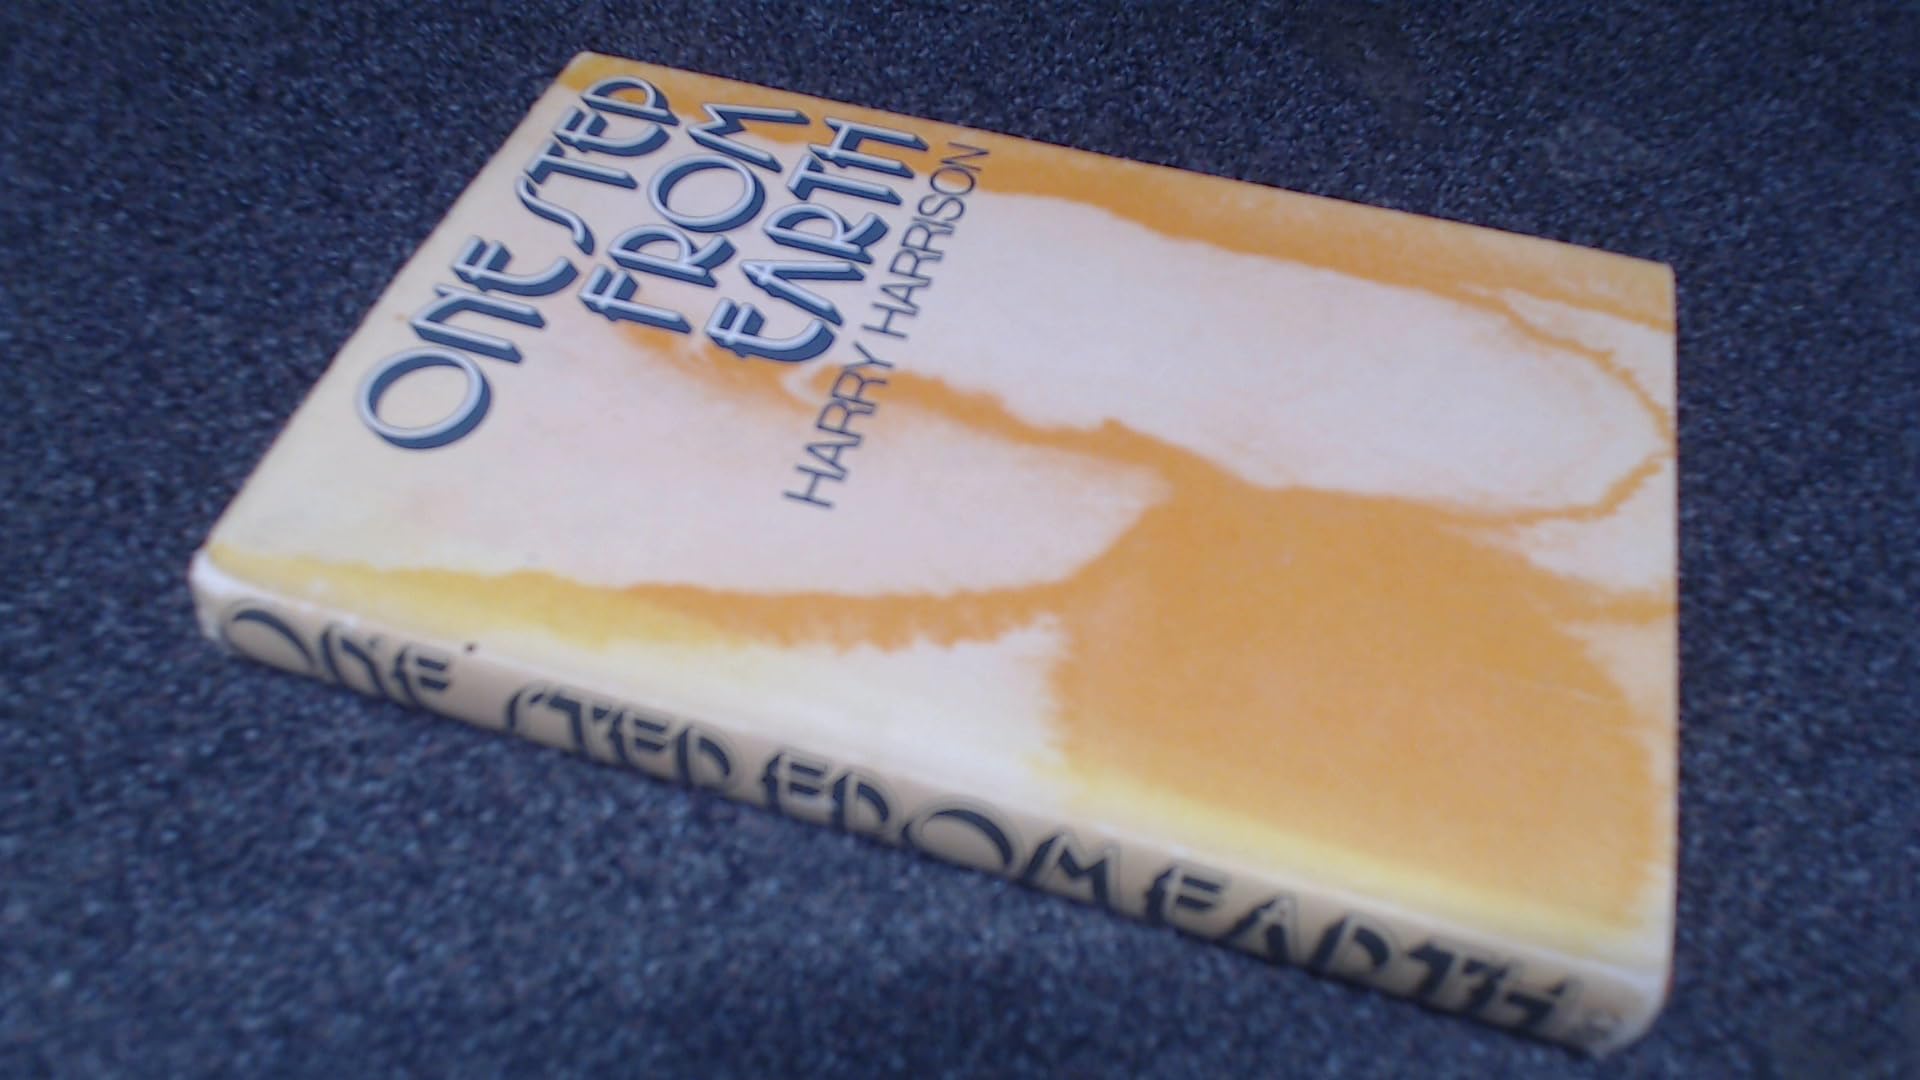 ONE STEP
FROM
EARTH
HARRY HARRISON
ONE STEP FROM EARTH